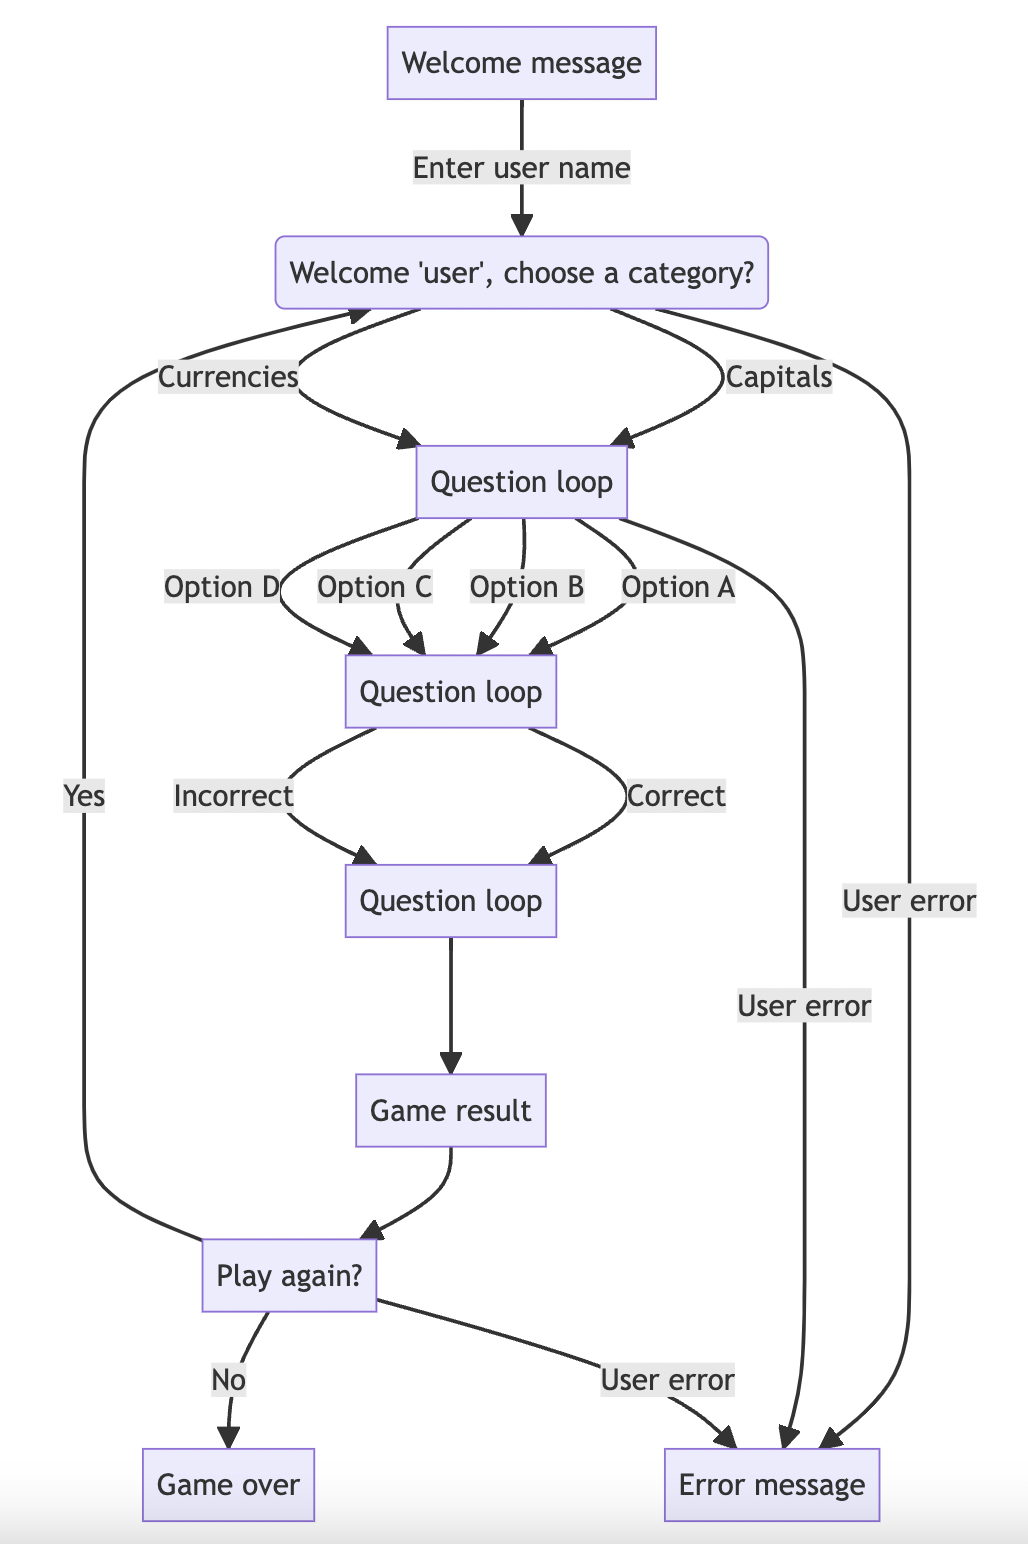 Welcome message
Enter user name
Welcome 'user', choose a category?
Currencies
Capitals
Question loop
Option D
Option C
Option B
Option A
Question loop
Yes
Incorrect
Correct
Question loop
User error
User error
Game result
Play again?
No
User error
Game over
Error message